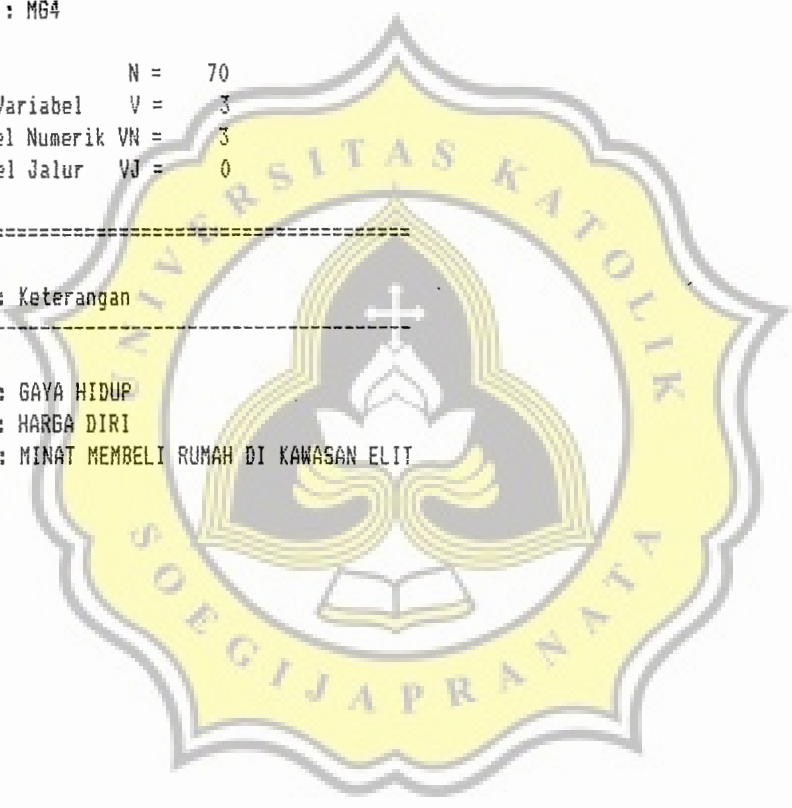 : MG4
N = 70
Variabel V = 3
el Numerik VN = 3
el Jalur VJ = 0
========================================
: Keterangan
----------------------------------------
: GAYA HIDUP
: HARGA DIRI
: MINAT MEMBELI RUMAH DI KAWASAN ELIT
UNIVERSITAS KATOLIK
SOEGIJAPRANATA